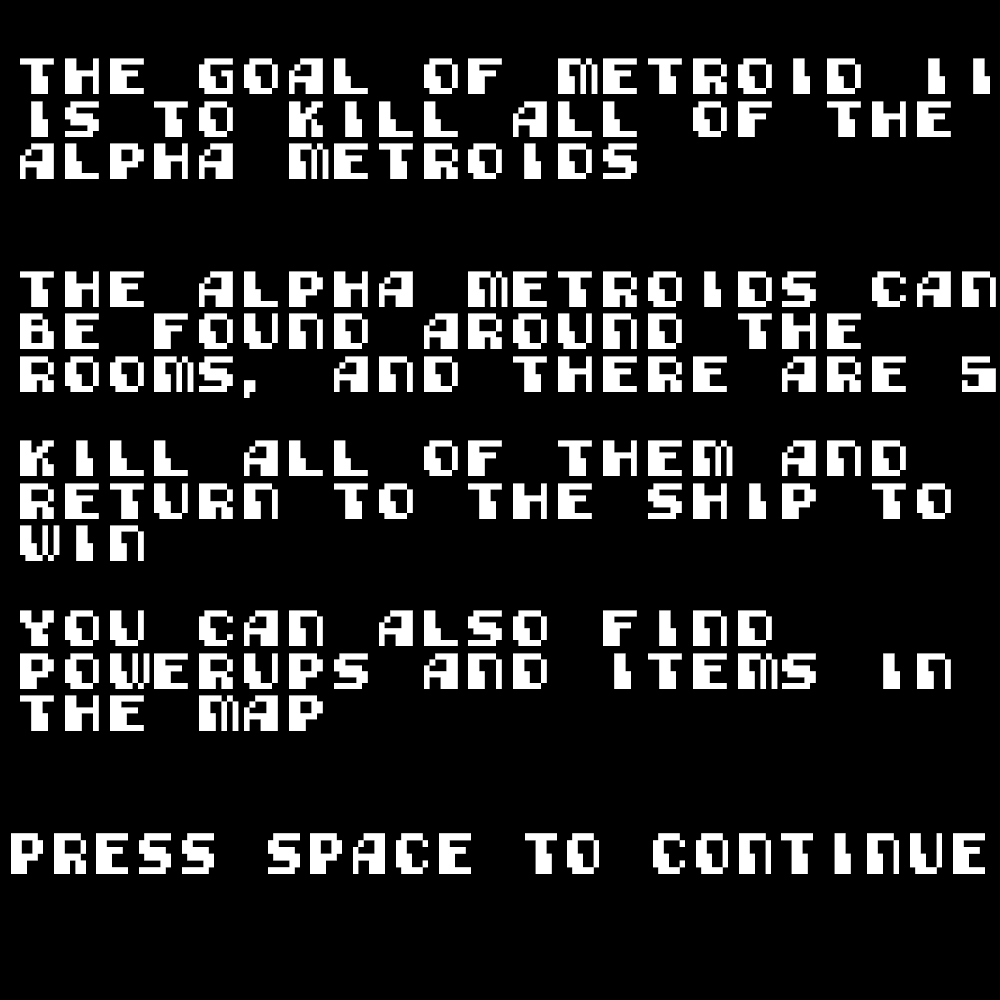 THE GOAL OF METROID II
IS TO KILL ALL OF THE
ALPHA METROIDS
THE ALPHA METROIDS CAN
BE FOUND AROUND THE
ROOMS, AND THERE ARE 5
KILL ALL OF THEM AND
RETURN TO THE SHIP TO
WIN
YOU CAN ALSO FIND
POWERUPS AND ITEMS IN
THE MAP
PRESS SPACE TO CONTINUE